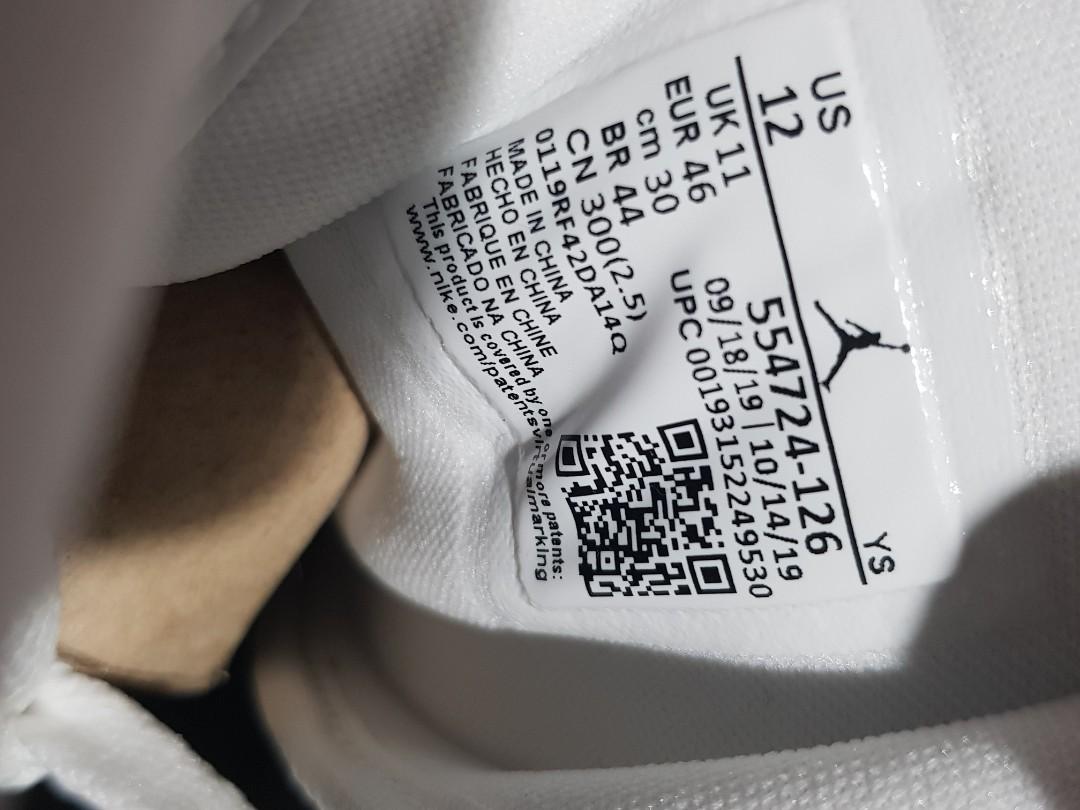 US
12
UK 11
EUR 46
cm 30
BR 44
CN 300(2.5)
0119RF42DA14Q
MADE IN CHINA
HECHO EN CHINA
FABRIQUE EN CHINE
FABRICADO NA CHINA
This product is covered by one or more patents:
www.nike.com/patentsvirtualmarking
YS
554724-126
09/18/19 | 10/14/19
UPC 00193152249530